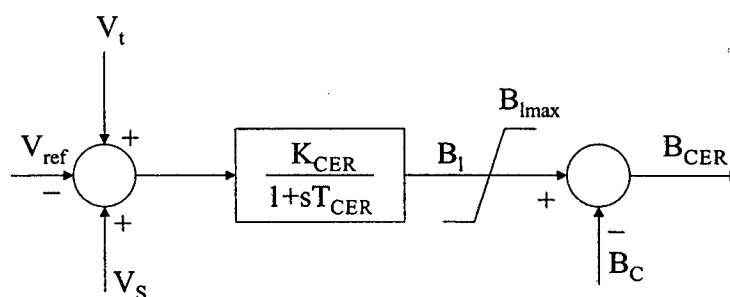 V_t
+
B_lmax
V_ref
K_CER
B_l
B_CER
−
1+sT_CER
+
+
−
V_S
B_C